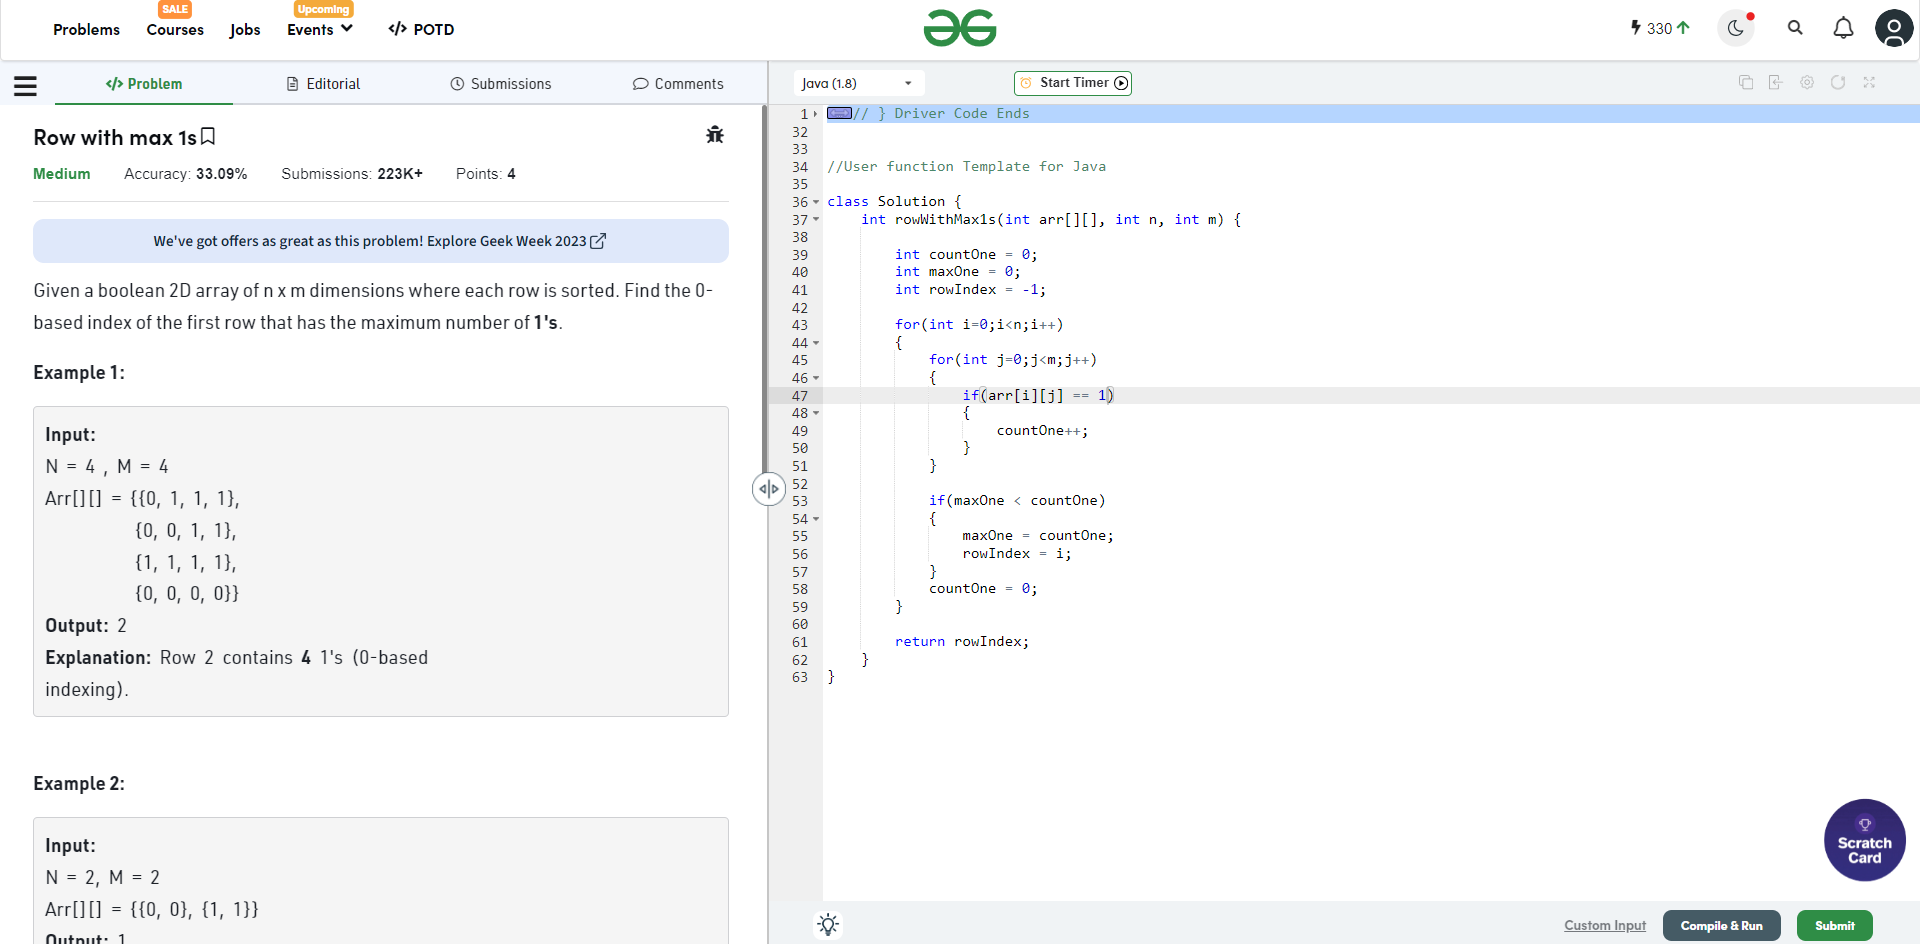 SALE
Upcoming
Problems Courses Jobs Events </> POTD
330
</> Problem Editorial Submissions Comments
Java (1.8) Start Timer
Row with max 1s
Medium Accuracy: 33.09% Submissions: 223K+ Points: 4
We've got offers as great as this problem! Explore Geek Week 2023
Given a boolean 2D array of n x m dimensions where each row is sorted. Find the 0-
based index of the first row that has the maximum number of 1's.
Example 1:
Input:
N = 4 , M = 4
Arr[][] = {{0, 1, 1, 1},
{0, 0, 1, 1},
{1, 1, 1, 1},
{0, 0, 0, 0}}
Output: 2
Explanation: Row 2 contains 4 1's (0-based
indexing).
Example 2:
Input:
N = 2, M = 2
Arr[][] = {{0, 0}, {1, 1}}
Output: 1
1 // } Driver Code Ends
32
33
34 //User function Template for Java
35
36 class Solution {
37 int rowWithMax1s(int arr[][], int n, int m) {
38
39 int countOne = 0;
40 int maxOne = 0;
41 int rowIndex = -1;
42
43 for(int i=0;i<n;i++)
44 {
45 for(int j=0;j<m;j++)
46 {
47 if(arr[i][j] == 1)
48 {
49 countOne++;
50 }
51 }
52
53 if(maxOne < countOne)
54 {
55 maxOne = countOne;
56 rowIndex = i;
57 }
58 countOne = 0;
59 }
60
61 return rowIndex;
62 }
63 }
Scratch
Card
Custom Input Compile & Run Submit